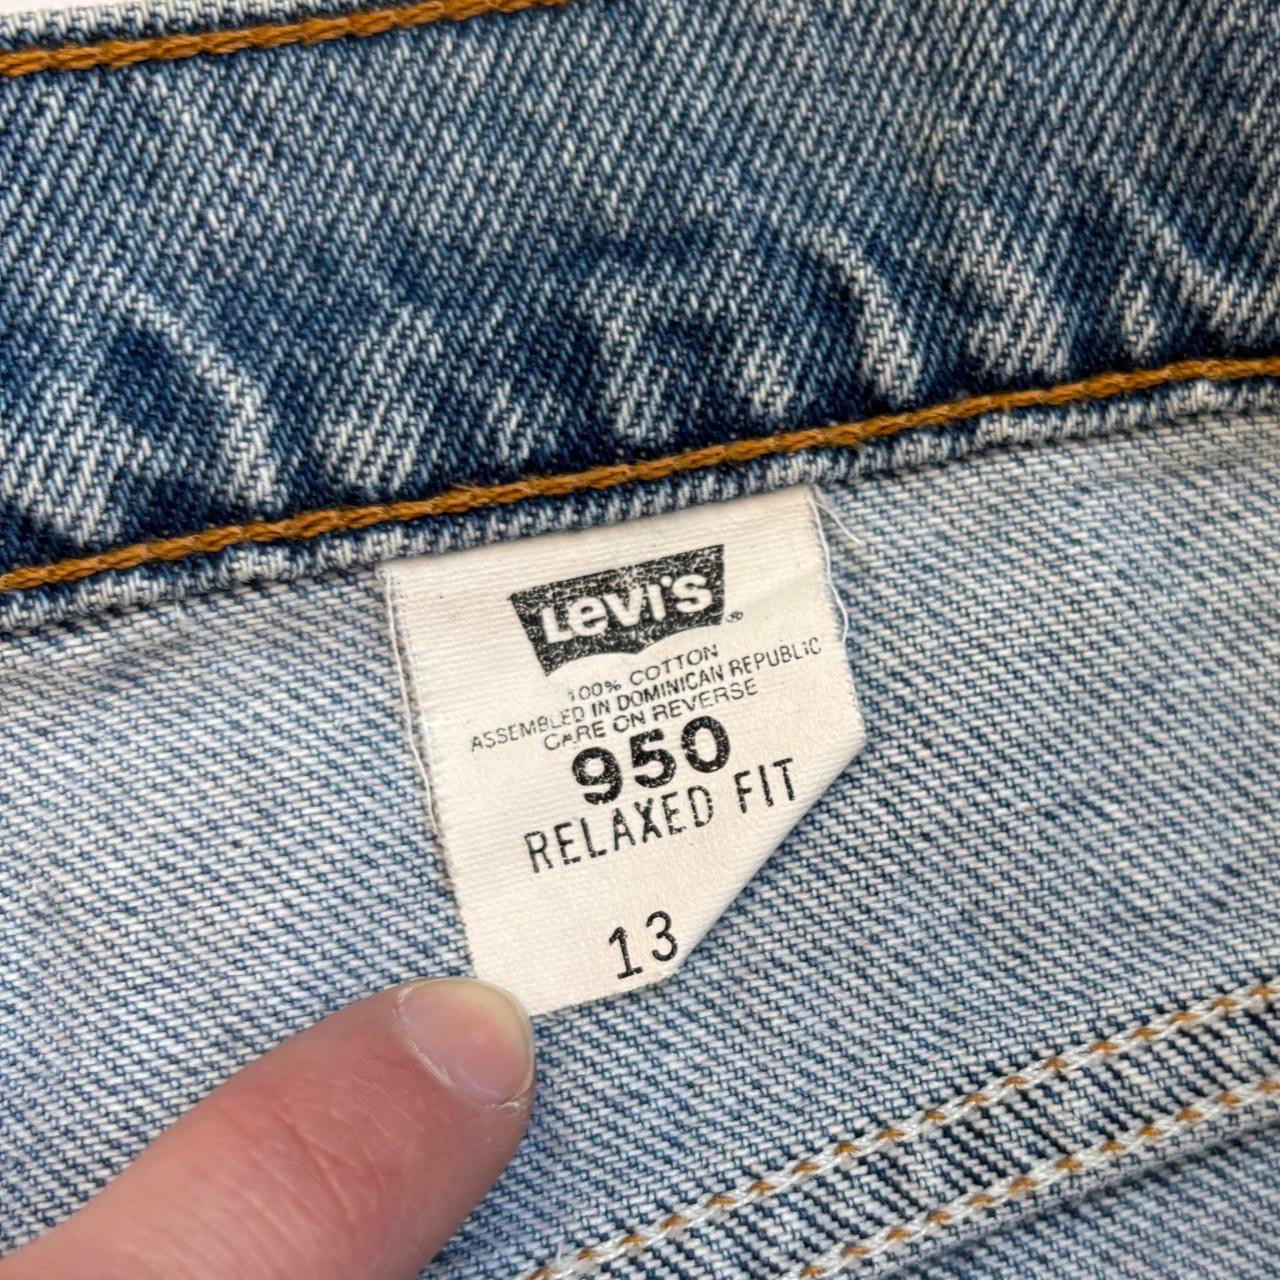 Levi's®
100% COTTON
ASSEMBLED IN DOMINICAN REPUBLIC
CARE ON REVERSE
950
RELAXED FIT
13